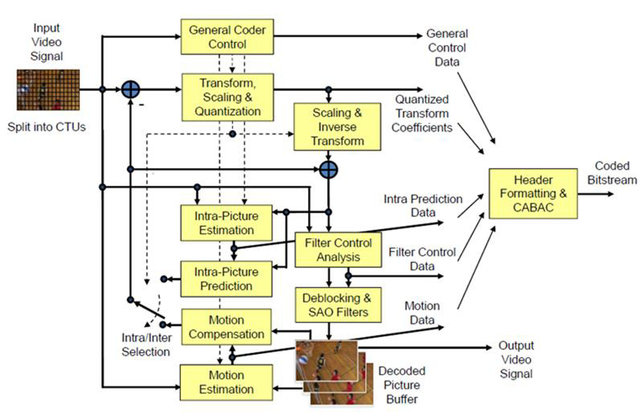 Input
Video
Signal
Split into CTUs
General Coder
Control
Transform,
Scaling &
Quantization
Scaling &
Inverse
Transform
-
Intra-Picture
Estimation
Intra-Picture
Prediction
Filter Control
Analysis
Deblocking &
SAO Filters
Motion
Compensation
Intra/Inter
Selection
Motion
Estimation
Decoded
Picture
Buffer
General
Control
Data
Quantized
Transform
Coefficients
Intra Prediction
Data
Filter Control
Data
Motion
Data
Header
Formatting &
CABAC
Coded
Bitstream
Output
Video
Signal